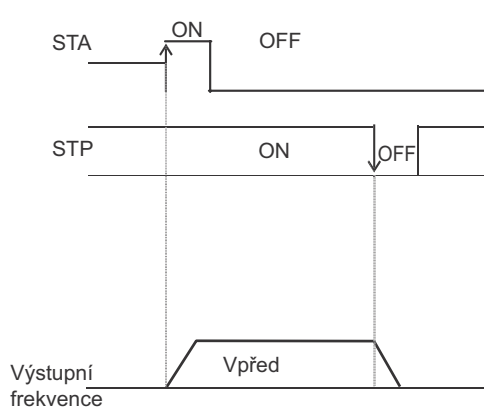 STA ON OFF
STP ON OFF
Vpřed
Výstupní
frekvence